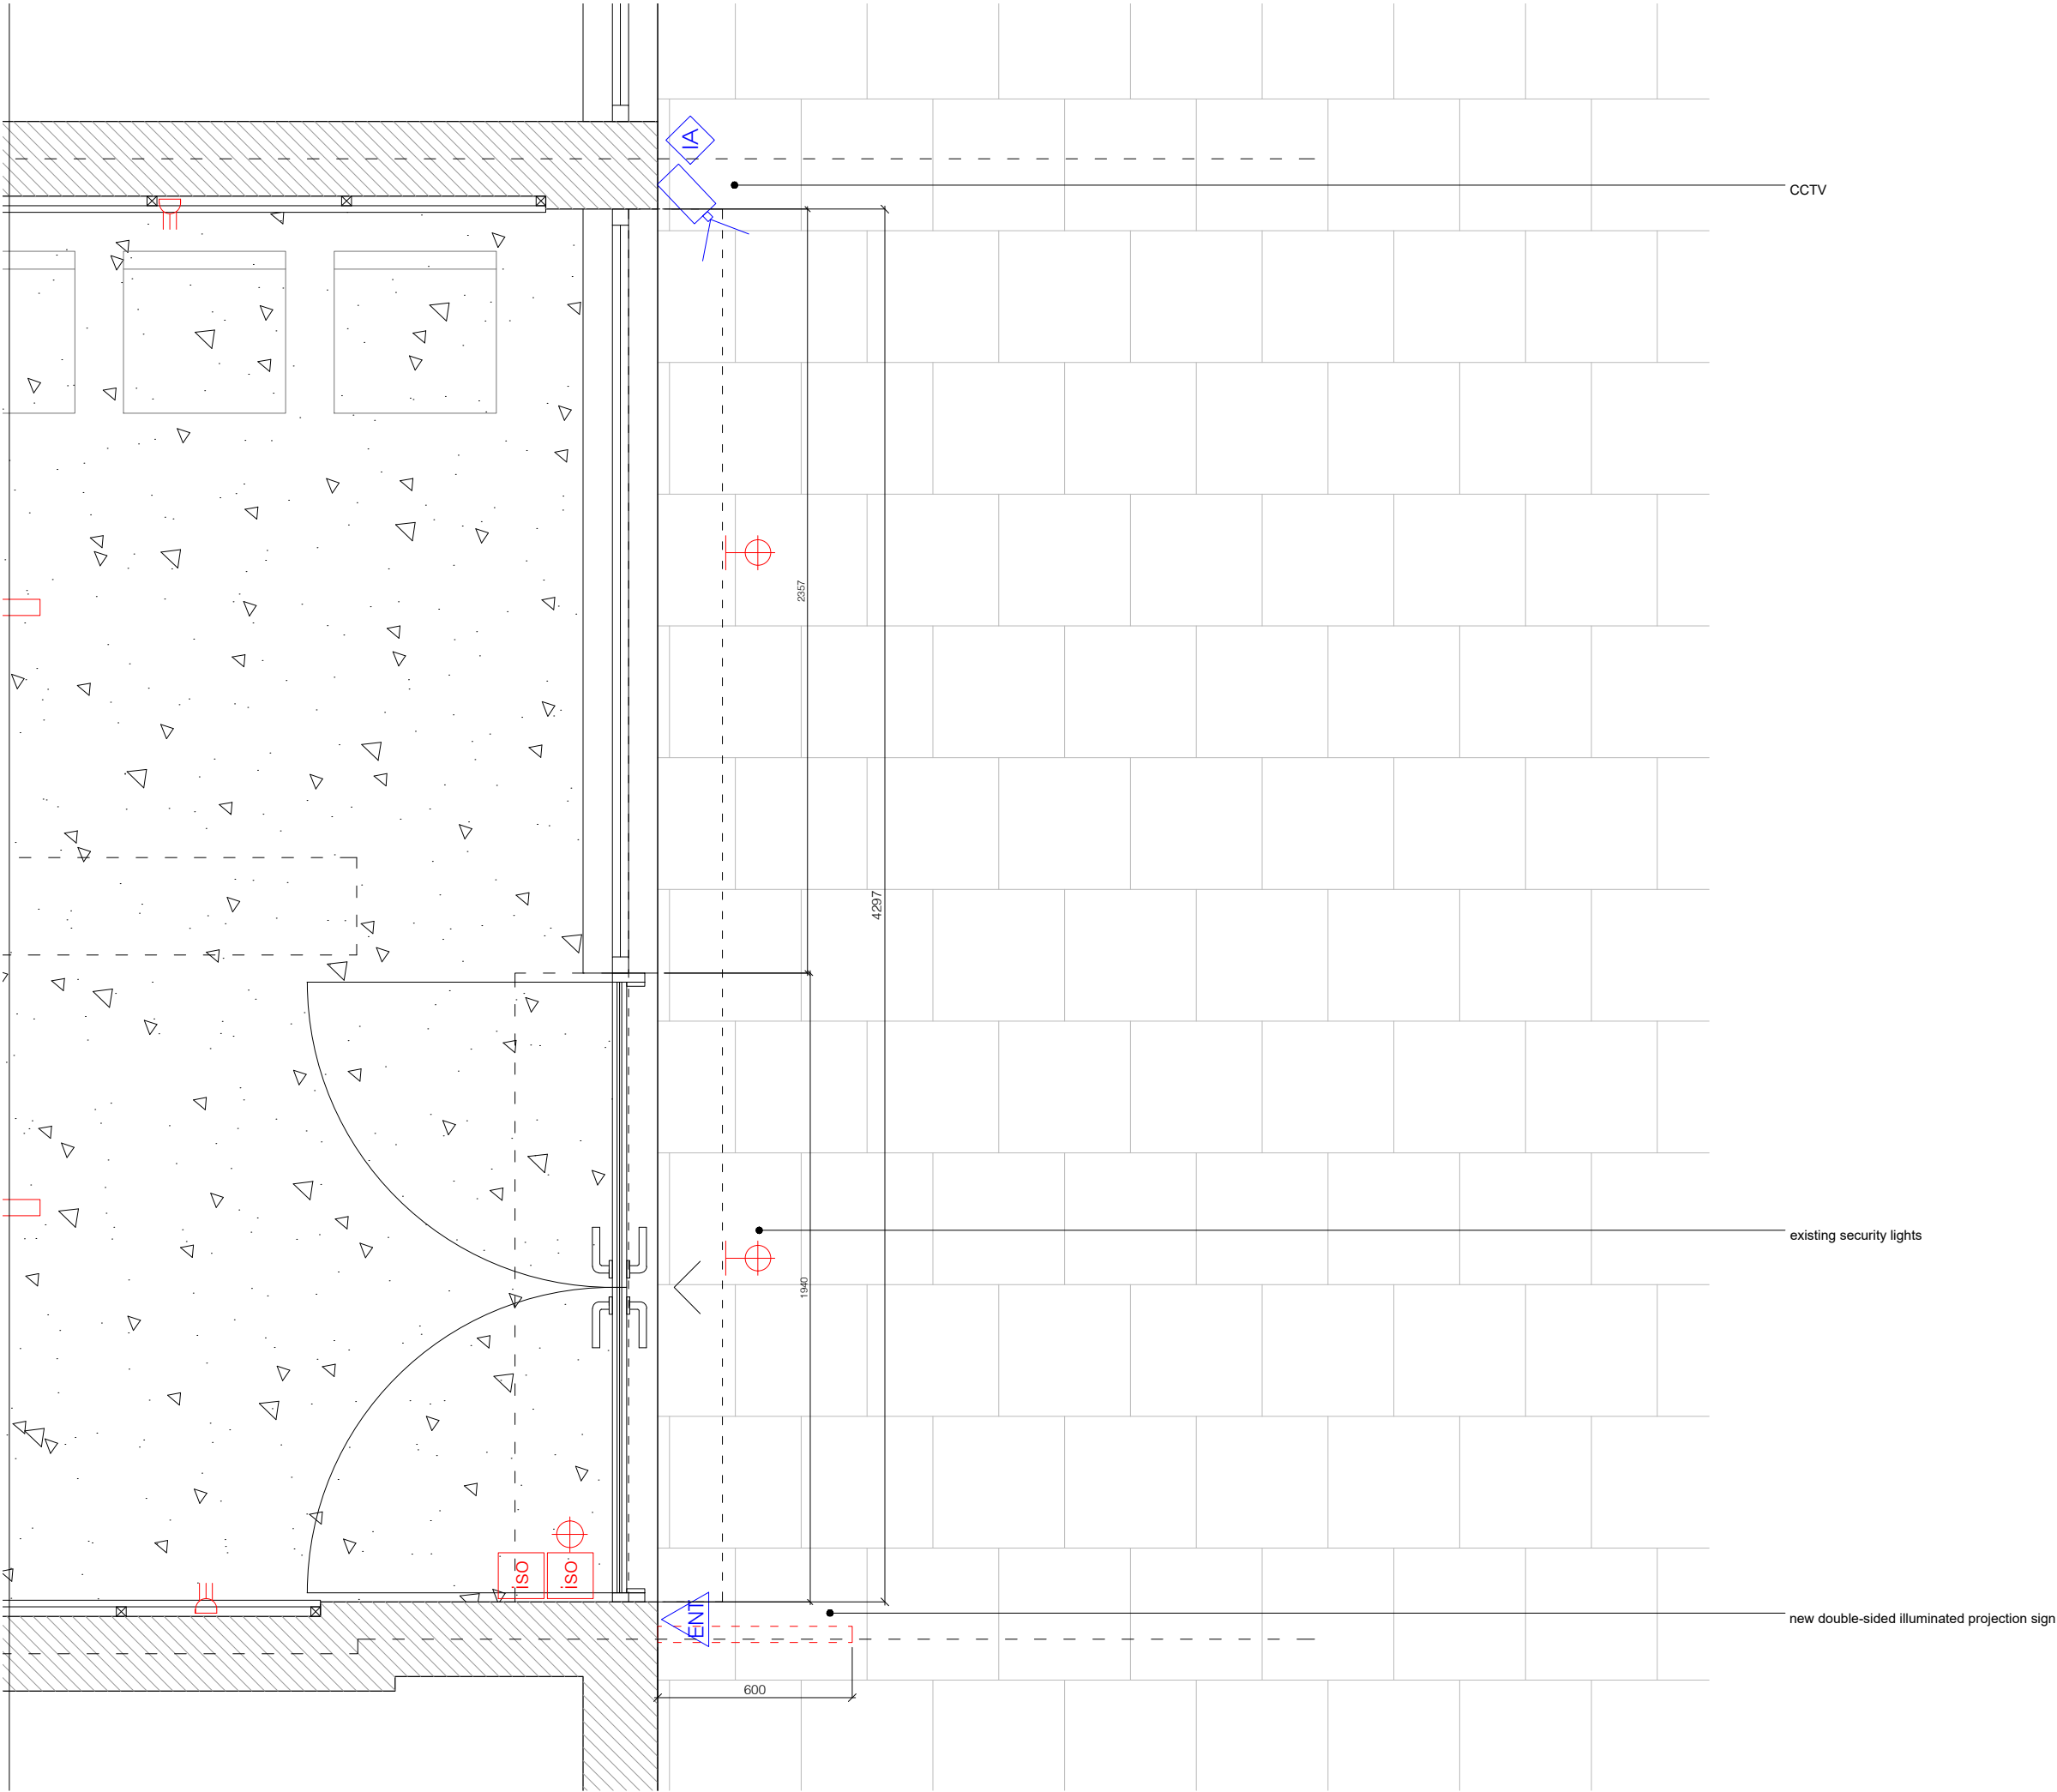 IA
CCTV
2357
4297
existing security lights
1940
iso
iso
ENT
new double-sided illuminated projection sign
600